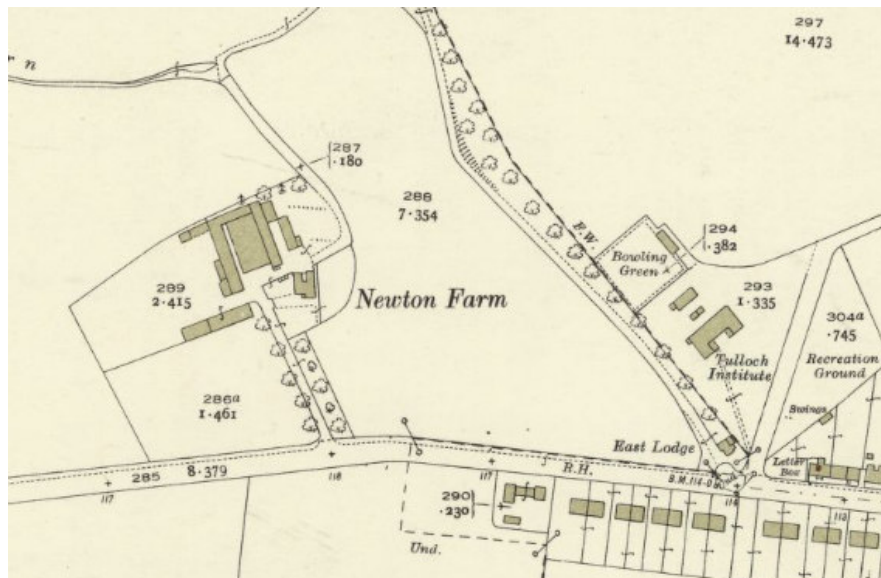 297
14·473
r n
287
·180
288
7·354
F.W.
294
·382
Bowling
Green
289
2·415
Newton Farm
293
1·335
304a
·745
Tulloch
Institute
Recreation
Ground
286a
1·461
Swings
East Lodge
Letter
Box
285
8·379
117
118
117
R.H.
B.M. 114·0
114
113
290
·230
Und.